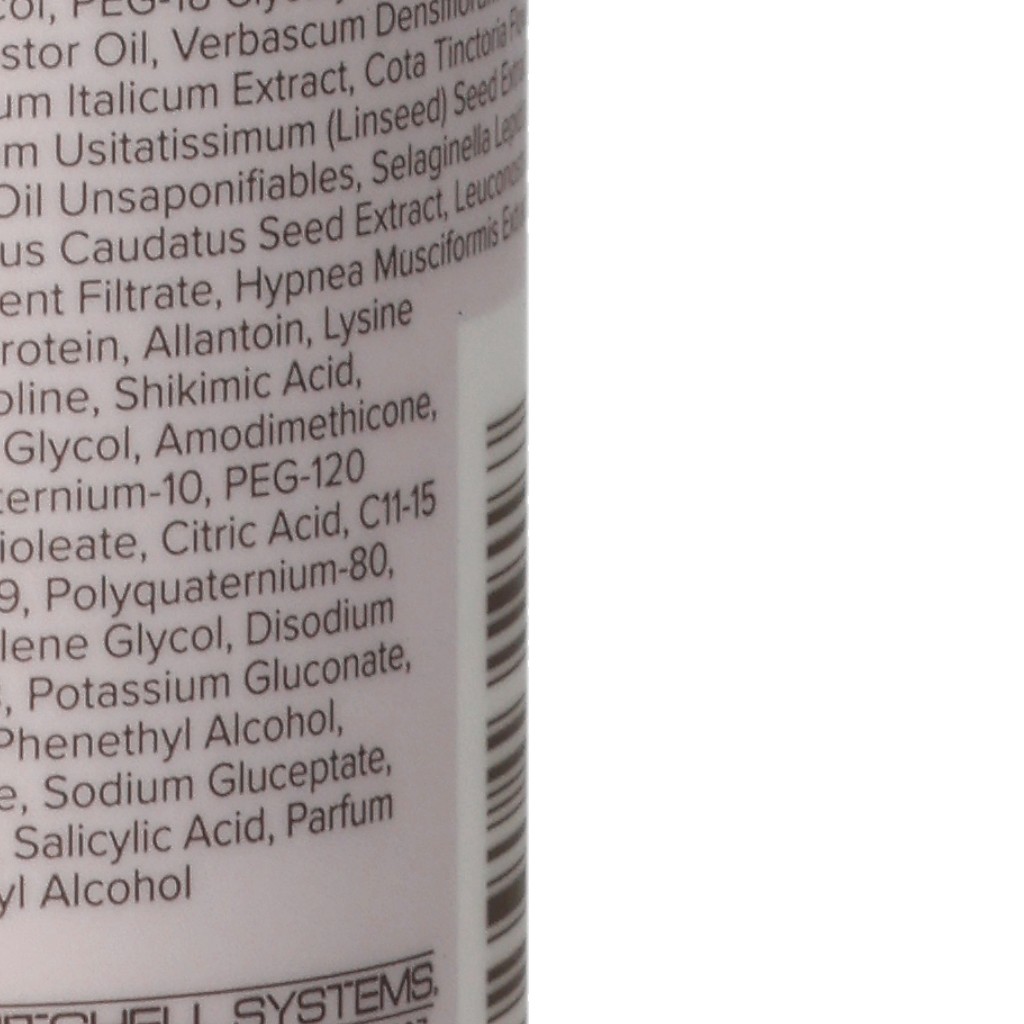 stor Oil, Verbascum
um Italicum Extract, Cota Tinctoria
m Usitatissimum (Linseed) Seed
Oil Unsaponifiables, Selaginella
us Caudatus Seed Extract,
ent Filtrate, Hypnea Musciformis
rotein, Allantoin, Lysine
oline, Shikimic Acid,
Glycol, Amodimethicone,
ternium-10, PEG-120
ioleate, Citric Acid, C11-15
9, Polyquaternium-80,
lene Glycol, Disodium
, Potassium Gluconate,
Phenethyl Alcohol,
e, Sodium Gluceptate,
Salicylic Acid, Parfum
yl Alcohol
SYSTEMS.